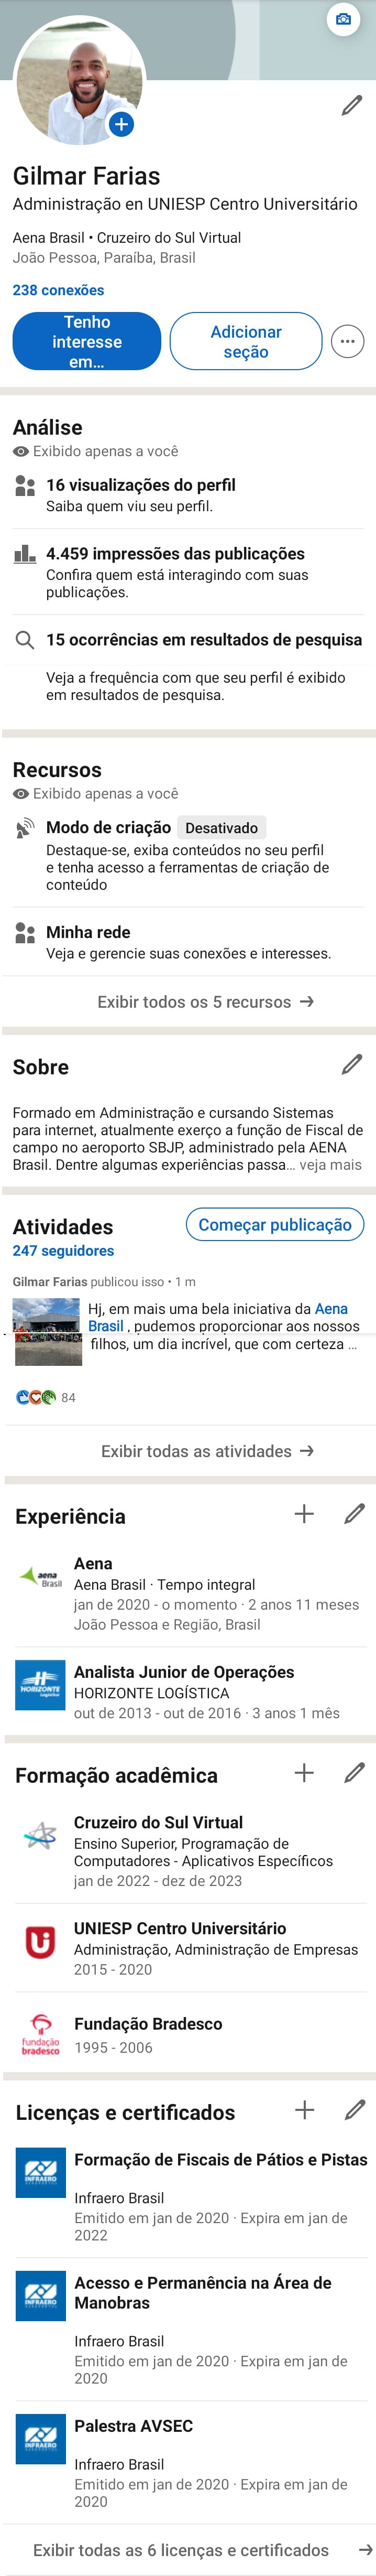 Gilmar Farias
Administração en UNIESP Centro Universitário
Aena Brasil • Cruzeiro do Sul Virtual
João Pessoa, Paraíba, Brasil
238 conexões
Tenho
interesse
em...
Adicionar
seção
Análise
Exibido apenas a você
16 visualizações do perfil
Saiba quem viu seu perfil.
4.459 impressões das publicações
Confira quem está interagindo com suas
publicações.
15 ocorrências em resultados de pesquisa
Veja a frequência com que seu perfil é exibido
em resultados de pesquisa.
Recursos
Exibido apenas a você
Modo de criação Desativado
Destaque-se, exiba conteúdos no seu perfil
e tenha acesso a ferramentas de criação de
conteúdo
Minha rede
Veja e gerencie suas conexões e interesses.
Exibir todos os 5 recursos →
Sobre
Formado em Administração e cursando Sistemas
para internet, atualmente exerço a função de Fiscal de
campo no aeroporto SBJP, administrado pela AENA
Brasil. Dentre algumas experiências passa... veja mais
Atividades
Começar publicação
247 seguidores
Gilmar Farias publicou isso • 1 m
Hj, em mais uma bela iniciativa da Aena
Brasil , pudemos proporcionar aos nossos
filhos, um dia incrível, que com certeza ...
84
Exibir todas as atividades →
Experiência
aena
Brasil
Aena
Aena Brasil · Tempo integral
jan de 2020 - o momento · 2 anos 11 meses
João Pessoa e Região, Brasil
HORIZONTE
Logística
Analista Junior de Operações
HORIZONTE LOGÍSTICA
out de 2013 - out de 2016 · 3 anos 1 mês
Formação acadêmica
Cruzeiro do Sul Virtual
Ensino Superior, Programação de
Computadores - Aplicativos Específicos
jan de 2022 - dez de 2023
UNIESP Centro Universitário
Administração, Administração de Empresas
2015 - 2020
fundação
bradesco
Fundação Bradesco
1995 - 2006
Licenças e certificados
INFRAERO
Formação de Fiscais de Pátios e Pistas
Infraero Brasil
Emitido em jan de 2020 · Expira em jan de
2022
INFRAERO
Acesso e Permanência na Área de
Manobras
Infraero Brasil
Emitido em jan de 2020 · Expira em jan de
2020
INFRAERO
Palestra AVSEC
Infraero Brasil
Emitido em jan de 2020 · Expira em jan de
2020
Exibir todas as 6 licenças e certificados →